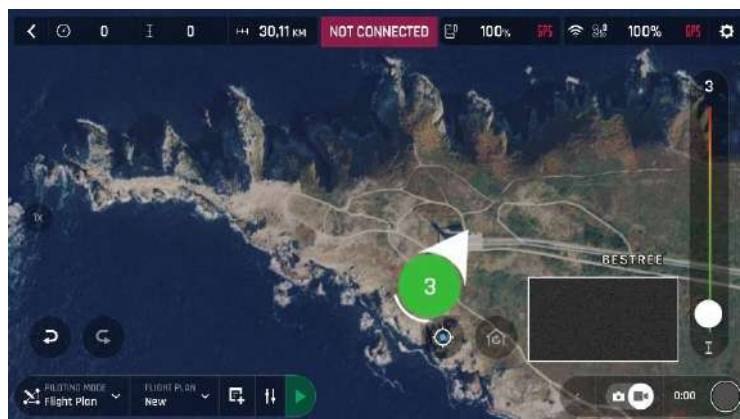 0 0 30,11 KM NOT CONNECTED 100% GPS 100% GPS
3
1X
BESTREE
3
PILOTING MODE
Flight Plan
FLIGHT PLAN
New
0:00